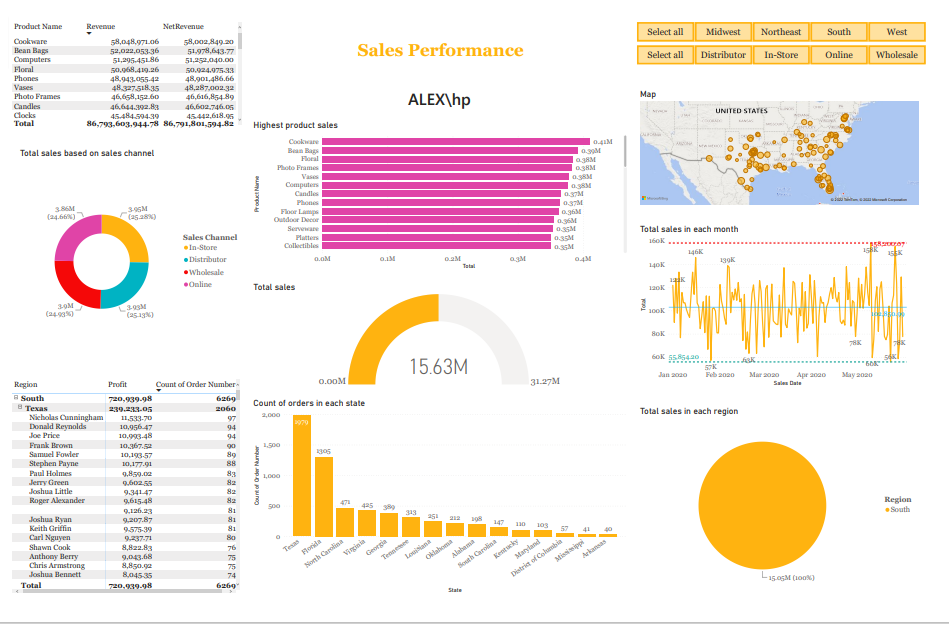 Product Name Revenue NetRevenue
Cookware 58,048,971.06 58,002,849.20
Bean Bags 52,022,053.36 51,978,643.77
Computers 51,295,451.86 51,252,040.00
Floral 50,968,419.26 50,924,975.33
Phones 48,943,055.42 48,901,486.66
Vases 48,327,518.35 48,287,002.32
Photo Frames 46,658,152.60 46,616,854.89
Candles 46,644,392.83 46,602,746.05
Clocks 45,484,594.39 45,442,618.95
Total 86,793,603,944.78 86,791,801,594.82
Sales Performance
ALEX\hp
Select all Midwest Northeast South West
Select all Distributor In-Store Online Wholesale
Total sales based on sales channel
3.86M (24.66%)
3.95M (25.28%)
3.9M (24.93%)
3.93M (25.13%)
Sales Channel
In-Store
Distributor
Wholesale
Online
Highest product sales
Product Name
Cookware 0.41M
Bean Bags 0.39M
Floral 0.38M
Photo Frames 0.38M
Vases 0.38M
Computers 0.38M
Candles 0.37M
Phones 0.37M
Floor Lamps 0.36M
Outdoor Decor 0.36M
Serveware 0.35M
Platters 0.35M
Collectibles 0.35M
0.0M 0.1M 0.2M 0.3M 0.4M
Total
Map
UNITED STATES
Total sales in each month
Total
160K
140K
120K
100K
80K
60K
146K
139K
155K
57K
78K
78K
60K
55,854.20
Jan 2020 Feb 2020 Mar 2020 Apr 2020 May 2020
Sales Date
Total sales
15.63M
0.00M 31.27M
Region Profit Count of Order Number
South 720,939.98 6269
Texas 239,233.05 2060
Nicholas Cunningham 11,533.70 97
Donald Reynolds 10,956.47 94
Joe Price 10,993.48 94
Frank Brown 10,367.52 90
Samuel Fowler 10,193.57 89
Stephen Payne 10,177.91 88
Paul Holmes 9,859.02 83
Jerry Green 9,602.55 82
Joshua Little 9,341.47 82
Roger Alexander 9,615.48 82
9,126.23 81
Joshua Ryan 9,207.87 81
Keith Griffin 9,575.39 81
Carl Nguyen 9,237.71 80
Shawn Cook 8,822.83 76
Anthony Berry 9,043.68 75
Chris Armstrong 8,850.92 75
Joshua Bennett 8,045.35 74
Total 720,939.98 6269
Count of orders in each state
Count of Order Number
2,000
1,500
1,000
500
0
1979 1305 471 425 389 313 251 212 198 147 110 103 57 41 40
Texas Florida North Carolina Virginia Georgia Tennessee Louisiana Oklahoma Alabama South Carolina Kentucky Maryland District of Columbia Mississippi Arkansas
State
Total sales in each region
Region
South
15.05M (100%)